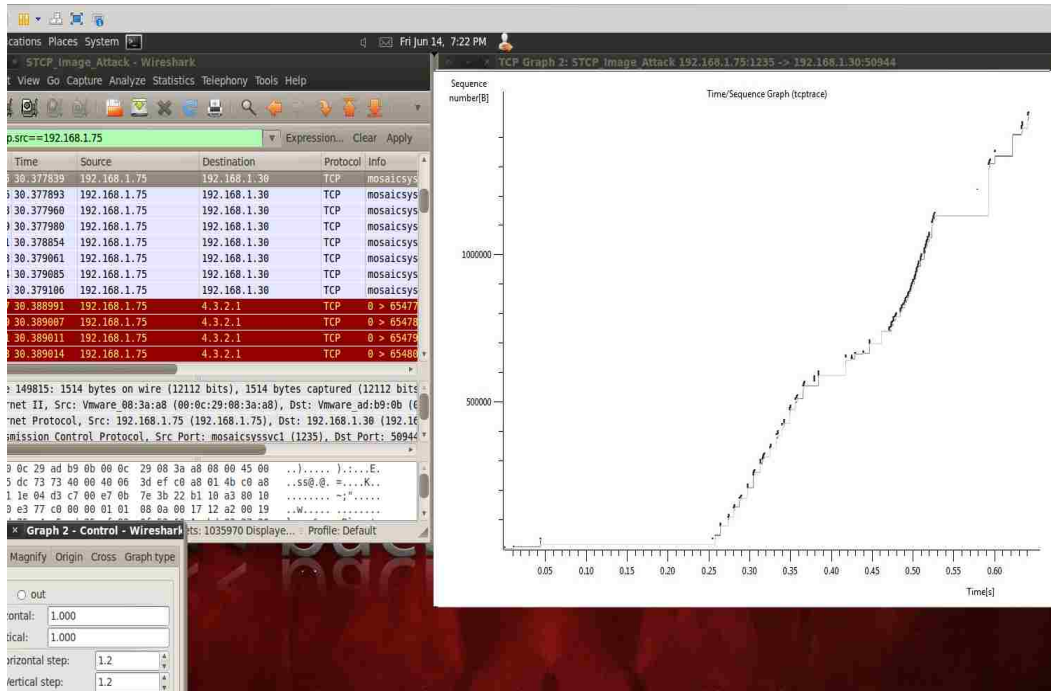 cations Places System
Fri Jun 14, 7:22 PM
STCP_Image_Attack - Wireshark
View Go Capture Analyze Statistics Telephony Tools Help
p.src==192.168.1.75
Expression... Clear Apply
Time Source Destination Protocol Info
30.377839 192.168.1.75 192.168.1.30 TCP mosaicsys
30.377893 192.168.1.75 192.168.1.30 TCP mosaicsys
30.377960 192.168.1.75 192.168.1.30 TCP mosaicsys
30.377980 192.168.1.75 192.168.1.30 TCP mosaicsys
30.378854 192.168.1.75 192.168.1.30 TCP mosaicsys
30.379061 192.168.1.75 192.168.1.30 TCP mosaicsys
30.379085 192.168.1.75 192.168.1.30 TCP mosaicsys
30.379106 192.168.1.75 192.168.1.30 TCP mosaicsys
30.388991 192.168.1.75 4.3.2.1 TCP 0 > 65477
30.389007 192.168.1.75 4.3.2.1 TCP 0 > 65478
30.389011 192.168.1.75 4.3.2.1 TCP 0 > 65479
30.389014 192.168.1.75 4.3.2.1 TCP 0 > 65480
e 149815: 1514 bytes on wire (12112 bits), 1514 bytes captured (12112 bits
rnet II, Src: Vmware_08:3a:a8 (00:0c:29:08:3a:a8), Dst: Vmware_ad:b9:0b (0
rnet Protocol, Src: 192.168.1.75 (192.168.1.75), Dst: 192.168.1.30 (192.16
smission Control Protocol, Src Port: mosaicsyssvc1 (1235), Dst Port: 50944
0c 29 ad b9 0b 00 0c 29 08 3a a8 08 00 45 00 ..)..... ).:...E.
dc 73 73 40 00 40 06 3d ef c0 a8 01 4b c0 a8 ..ss@.@. =....K..
1e 04 d3 c7 00 e7 0b 7e 3b 22 b1 10 a3 80 10 ........ ~;".....
e3 77 c0 00 00 01 01 08 0a 00 17 12 a2 00 19 ..w..... ........
ets: 1035970 Displaye... Profile: Default
Graph 2 - Control - Wireshark
Magnify Origin Cross Graph type
out
zontal: 1.000
tical: 1.000
orizontal step: 1.2
Vertical step: 1.2
TCP Graph 2: STCP_Image_Attack 192.168.1.75:1235 -> 192.168.1.30:50944
Sequence
number[B]
Time/Sequence Graph (tcptrace)
1000000
500000
0.05 0.10 0.15 0.20 0.25 0.30 0.35 0.40 0.45 0.50 0.55 0.60
Time[s]